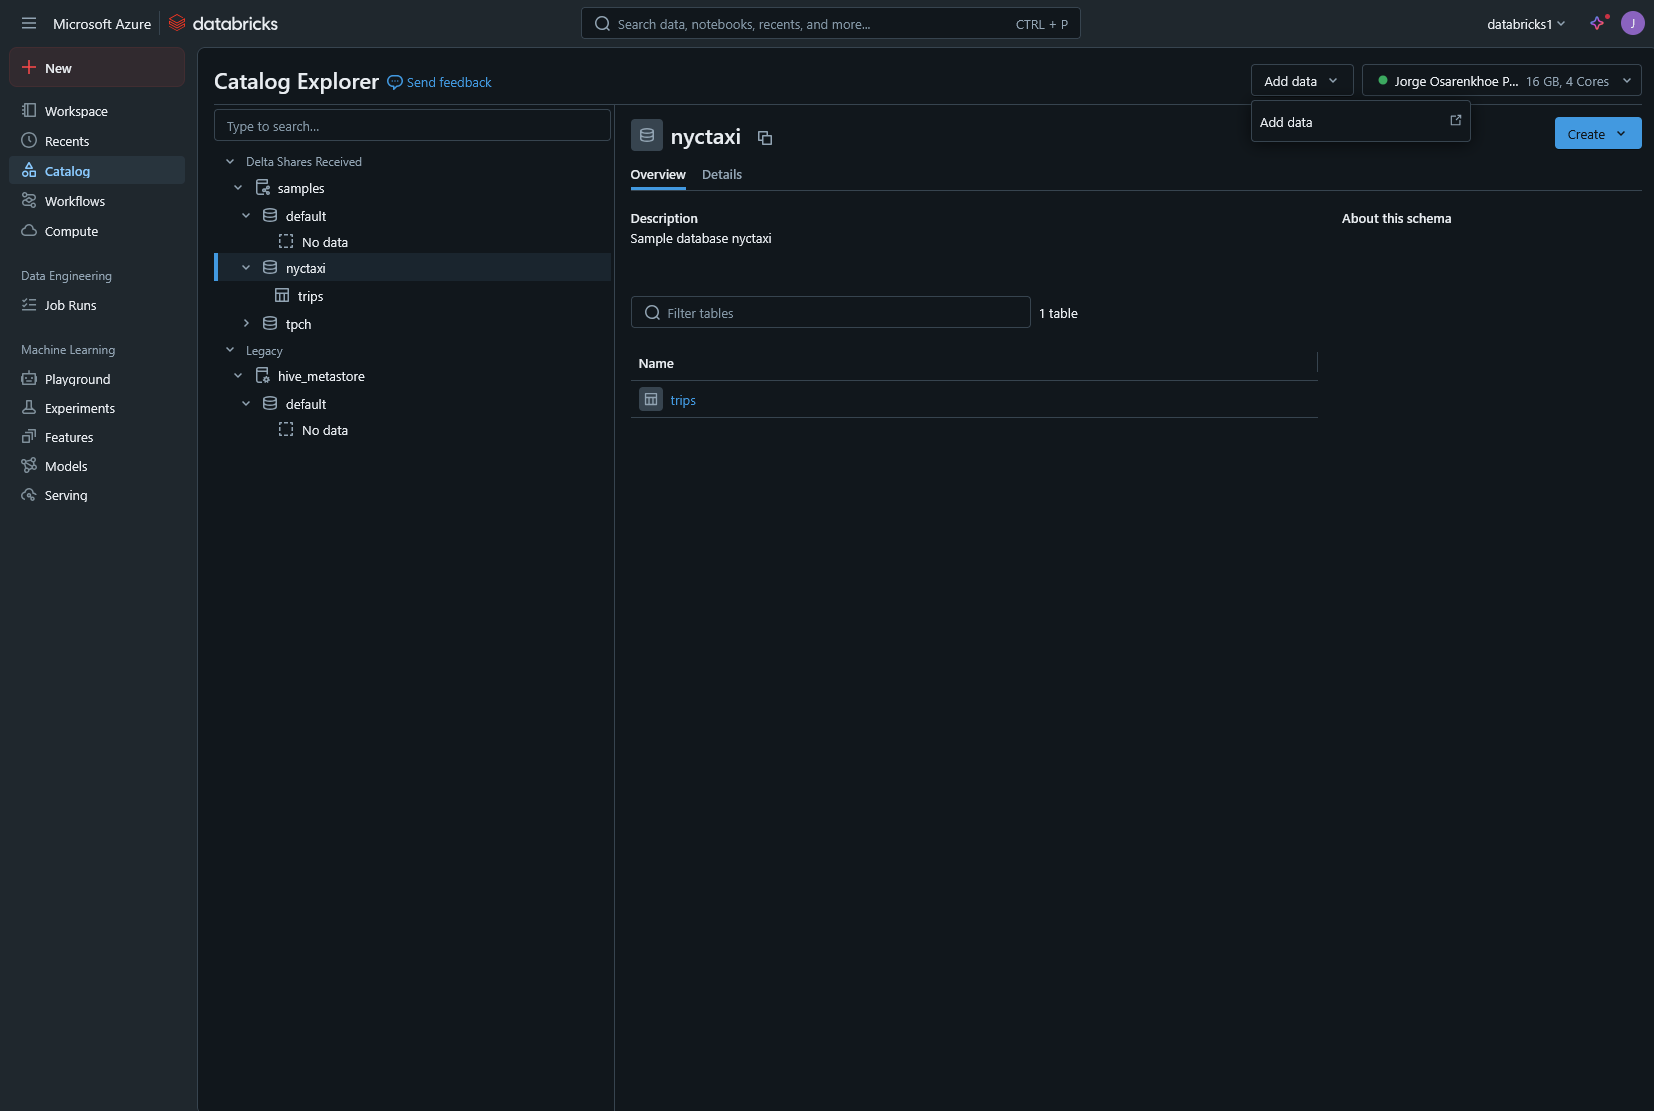 Microsoft Azure
databricks
Search data, notebooks, recents, and more...
CTRL + P
databricks1
J
New
Workspace
Recents
Catalog
Workflows
Compute
Data Engineering
Job Runs
Machine Learning
Playground
Experiments
Features
Models
Serving
Catalog Explorer
Send feedback
Add data
Jorge Osarenkhoe P... 16 GB, 4 Cores
Add data
Type to search...
Delta Shares Received
samples
default
No data
nyctaxi
trips
tpch
Legacy
hive_metastore
default
No data
nyctaxi
Create
Overview
Details
Description
Sample database nyctaxi
About this schema
Filter tables
1 table
Name
trips